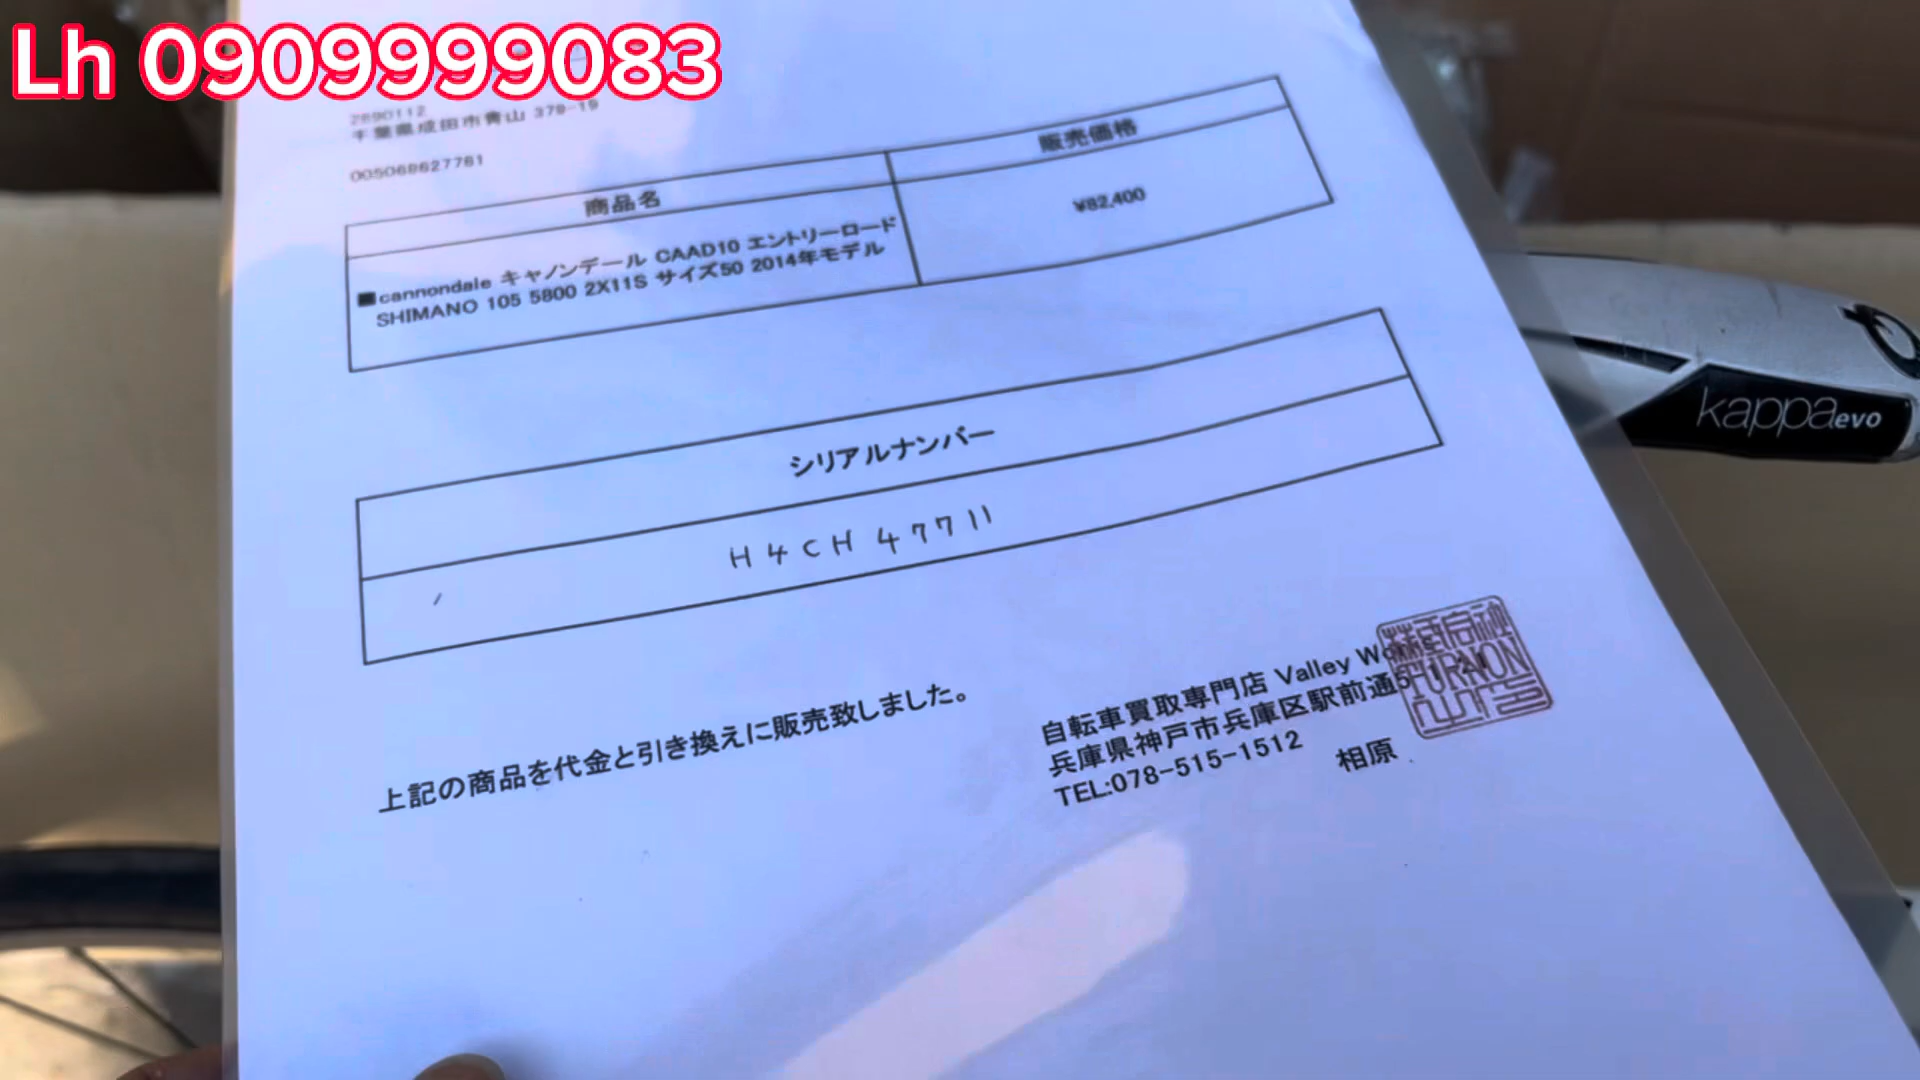 Lh 0909999083
2890112
千葉県成田市青山 379-19
005068627781
商品名
販売価格
■cannondale キャノンデール CAAD10 エントリーロード
SHIMANO 105 5800 2X11S サイズ50 2014年モデル
¥82,400
シリアルナンバー
H4CH47711
上記の商品を代金と引き換えに販売致しました。
自転車買取専門店 Valley
兵庫県神戸市兵庫区駅前通
TEL:078-515-1512
相原
kappa evo